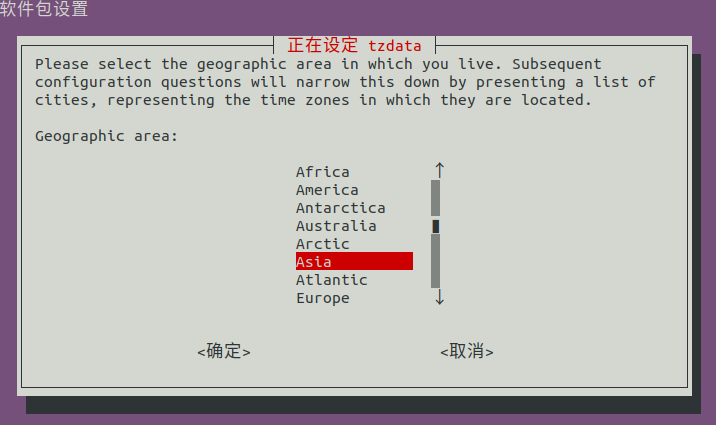 软件包设置
正在设定 tzdata
Please select the geographic area in which you live. Subsequent
configuration questions will narrow this down by presenting a list of
cities, representing the time zones in which they are located.
Geographic area:
Africa
America
Antarctica
Australia
Arctic
Asia
Atlantic
Europe
<确定> <取消>